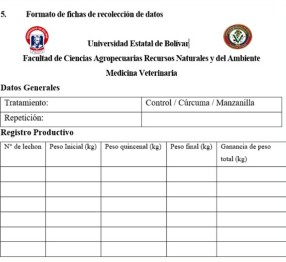 5. Formato de fichas de recolección de datos
Universidad Estatal de Bolívar
Facultad de Ciencias Agropecuarias Recursos Naturales y del Ambiente
Medicina Veterinaria
Datos Generales
Tratamiento: Control / Cúrcuma / Manzanilla
Repetición:
Registro Productivo
N° de lechon Peso Inicial (kg) Peso quincenal (kg) Peso final (kg) Ganancia de peso
total (kg)